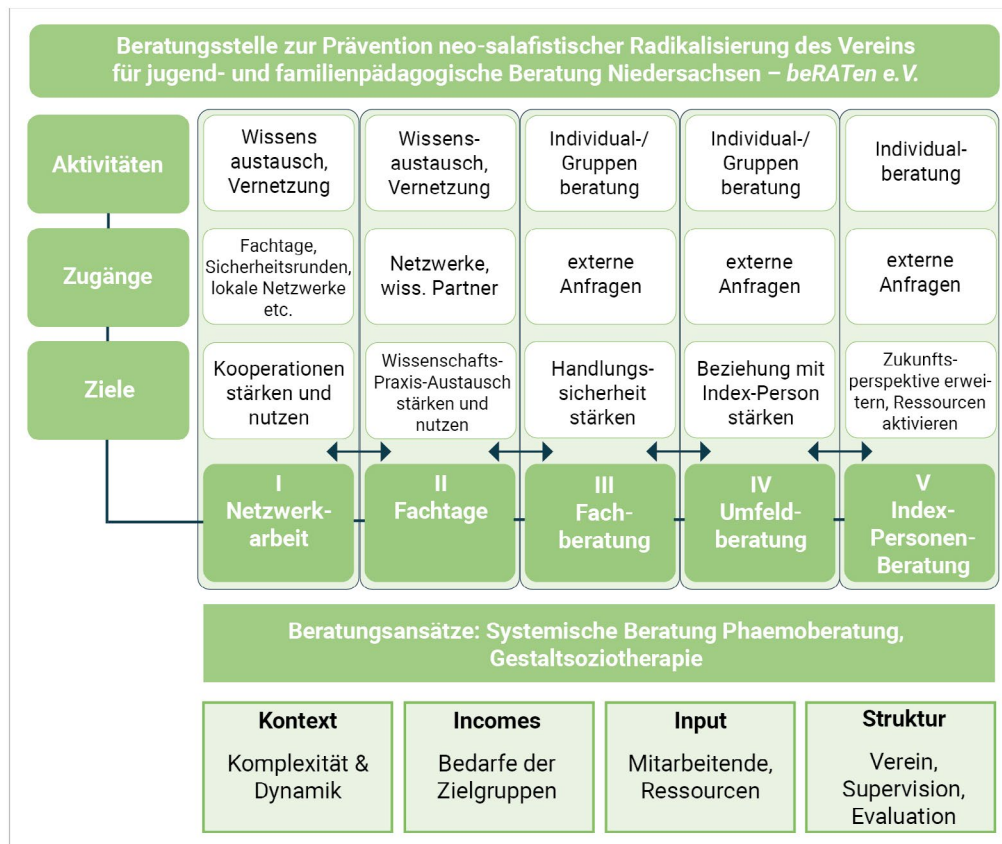 Beratungsstelle zur Prävention neo-salafistischer Radikalisierung des Vereins
für jugend- und familienpädagogische Beratung Niedersachsen – beRATen e.V.
Aktivitäten
Wissens
austausch,
Vernetzung
Wissens-
austausch,
Vernetzung
Individual-/
Gruppen
beratung
Individual-/
Gruppen
beratung
Individual-
beratung
Zugänge
Fachtage,
Sicherheitsrunden,
lokale Netzwerke
etc.
Netzwerke,
wiss. Partner
externe
Anfragen
externe
Anfragen
externe
Anfragen
Ziele
Kooperationen
stärken und
nutzen
Wissenschafts-
Praxis-Austausch
stärken und
nutzen
Handlungs-
sicherheit
stärken
Beziehung mit
Index-Person
stärken
Zukunfts-
perspektive erwei-
tern, Ressourcen
aktivieren
I
Netzwerk-
arbeit
II
Fachtage
III
Fach-
beratung
IV
Umfeld-
beratung
V
Index-
Personen-
Beratung
Beratungsansätze: Systemische Beratung Phaemoberatung,
Gestaltsoziotherapie
Kontext
Komplexität &
Dynamik
Incomes
Bedarfe der
Zielgruppen
Input
Mitarbeitende,
Ressourcen
Struktur
Verein,
Supervision,
Evaluation